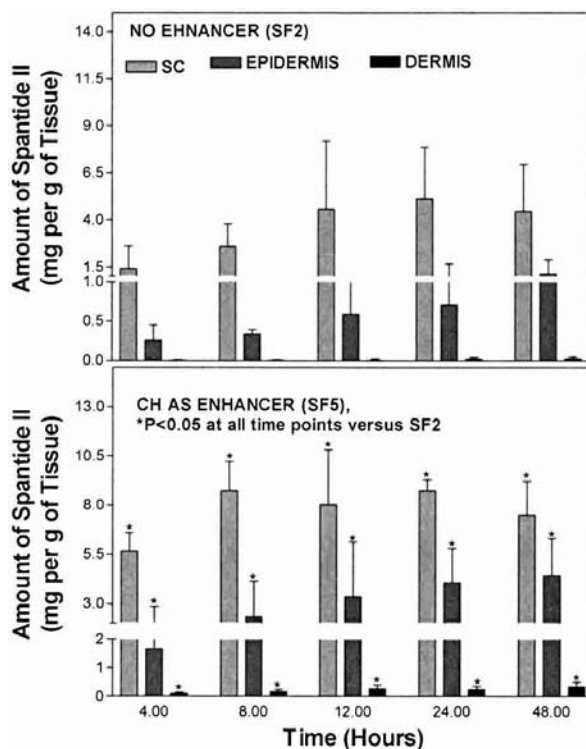 NO EHNANCER (SF2)
SC EPIDERMIS DERMIS
Amount of Spantide II
(mg per g of Tissue)
15.0
11.5
9.0
6.5
4.0
1.5
1.0
0.5
0.0
CH AS ENHANCER (SF5),
*P<0.05 at all time points versus SF2
Amount of Spantide II
(mg per g of Tissue)
13.0
10.5
8.0
5.5
3.0
2
1
0
* * * * *
* * * * *
* * * * *
4.00 8.00 12.00 24.00 48.00
Time (Hours)